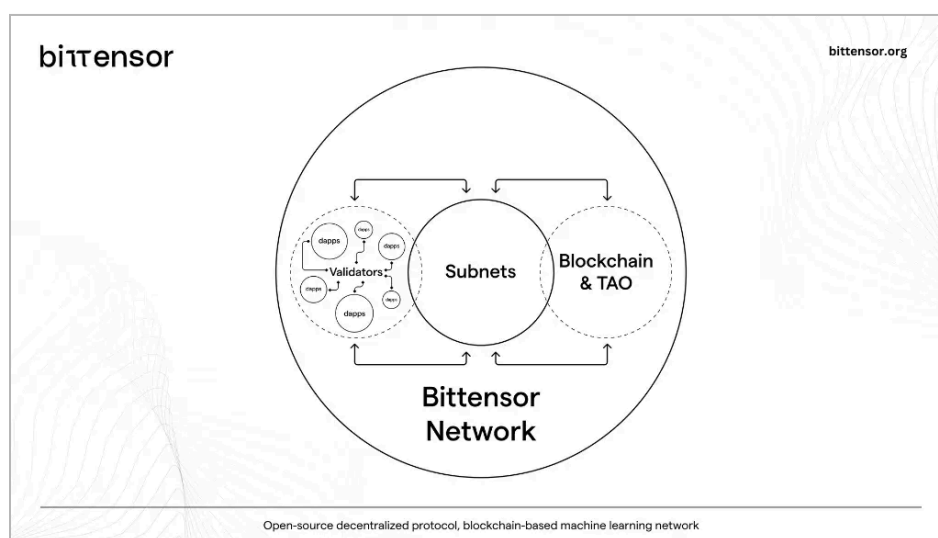 bittensor
bittensor.org
dapps
dapps
dapps
Validators
dapps
dapps
dapps
Subnets
Blockchain
& TAO
Bittensor
Network
Open-source decentralized protocol, blockchain-based machine learning network